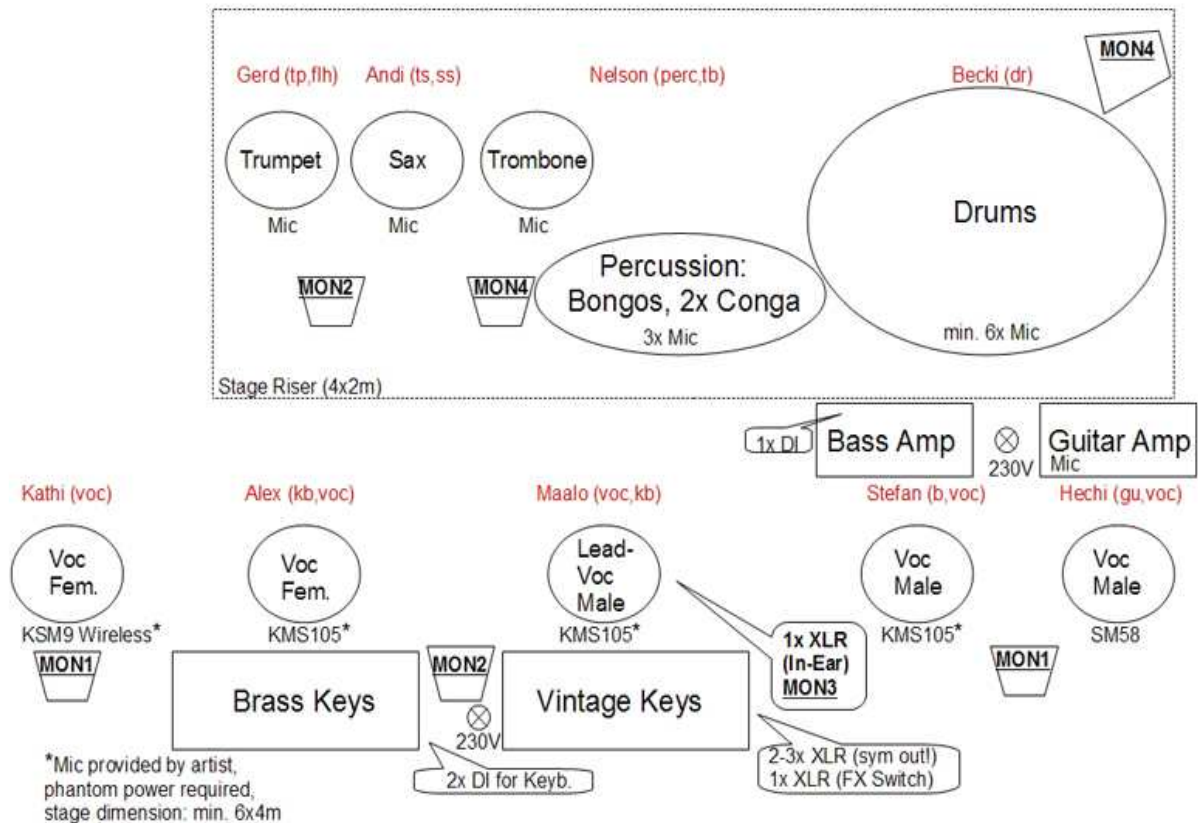 MON4
Gerd (tp,flh)
Andi (ts,ss)
Nelson (perc,tb)
Becki (dr)
Trumpet
Sax
Trombone
Drums
Mic
Mic
Mic
Percussion:
Bongos, 2x Conga
3x Mic
MON2
MON4
min. 6x Mic
Stage Riser (4x2m)
1x DI
Bass Amp
230V
Guitar Amp
Mic
Kathi (voc)
Alex (kb,voc)
Maalo (voc,kb)
Stefan (b,voc)
Hechi (gu,voc)
Voc
Fem.
Voc
Fem.
Lead-
Voc
Male
Voc
Male
Voc
Male
KSM9 Wireless*
KMS105*
KMS105*
KMS105*
SM58
MON1
MON2
1x XLR
(In-Ear)
MON3
MON1
Brass Keys
230V
Vintage Keys
2x DI for Keyb.
2-3x XLR (sym out!)
1x XLR (FX Switch)
*Mic provided by artist,
phantom power required,
stage dimension: min. 6x4m